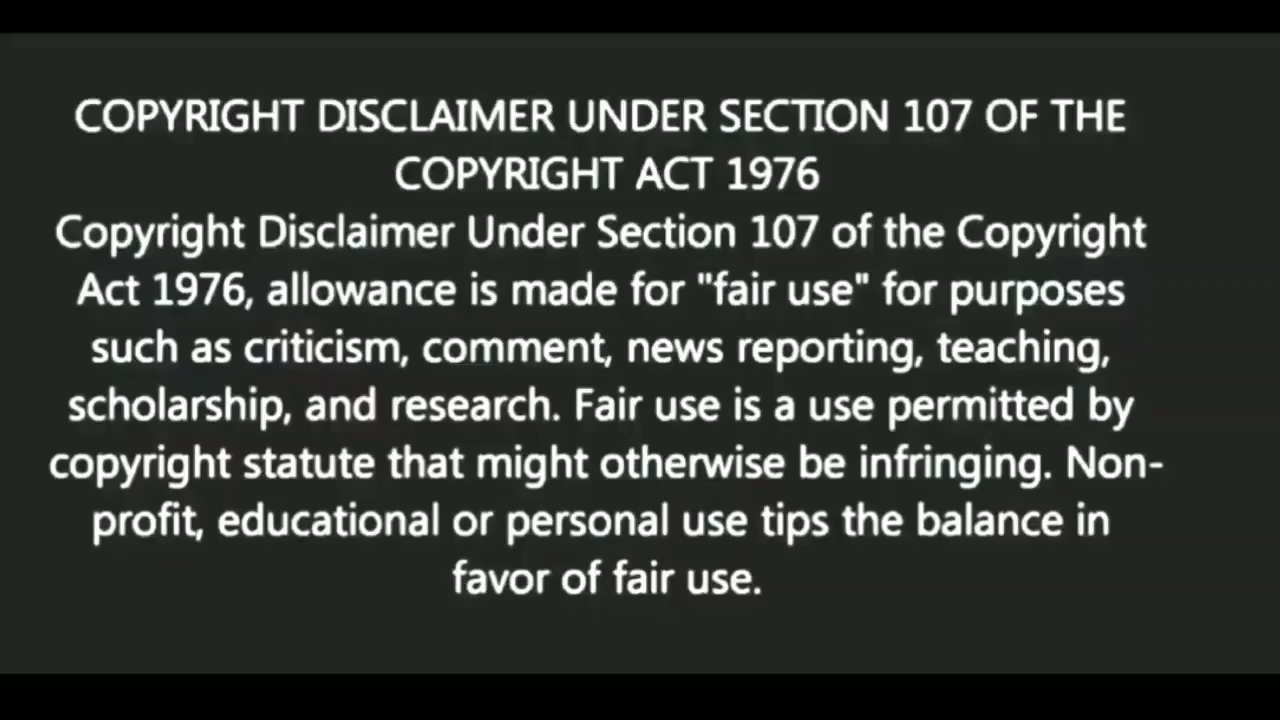 COPYRIGHT DISCLAIMER UNDER SECTION 107 OF THE
COPYRIGHT ACT 1976
Copyright Disclaimer Under Section 107 of the Copyright
Act 1976, allowance is made for "fair use" for purposes
such as criticism, comment, news reporting, teaching,
scholarship, and research. Fair use is a use permitted by
copyright statute that might otherwise be infringing. Non-
profit, educational or personal use tips the balance in
favor of fair use.